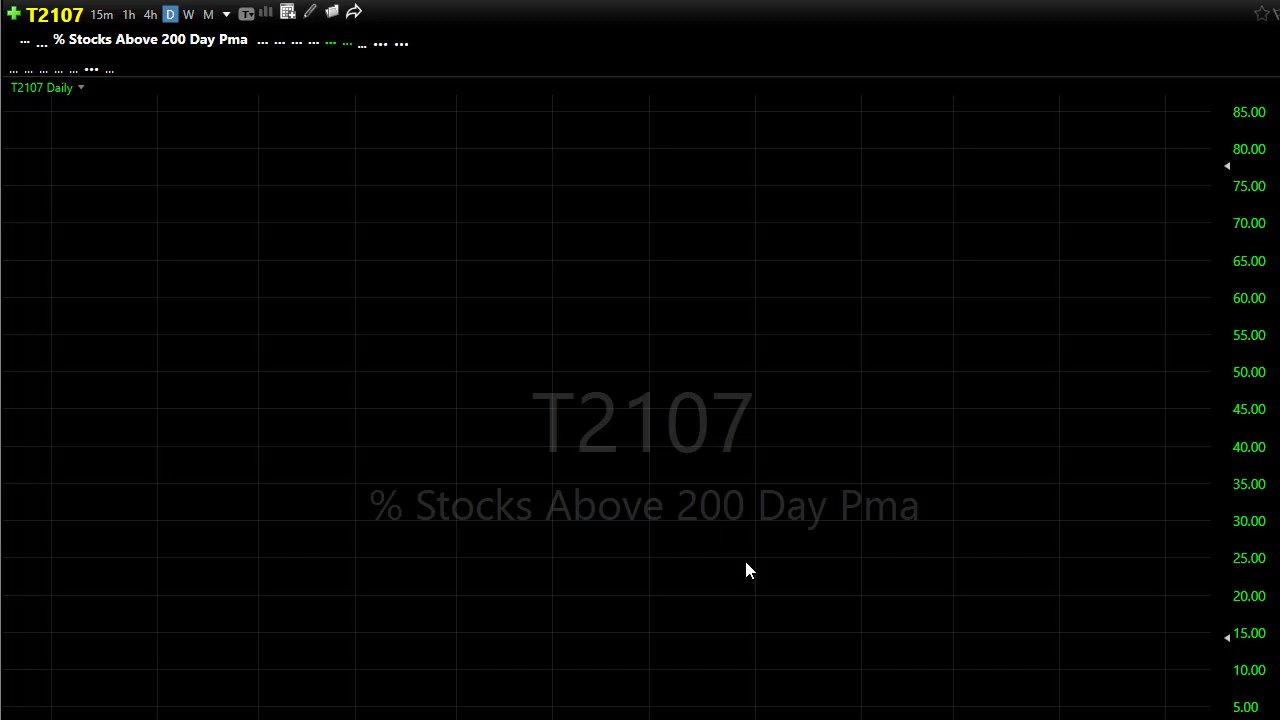 T2107 15m 1h 4h D W M
... ... % Stocks Above 200 Day Pma ... ... ... ... ... ... ... ... ...
... ... ... ... ... ... ...
T2107 Daily
85.00
80.00
75.00
70.00
65.00
60.00
55.00
50.00
45.00
40.00
35.00
30.00
25.00
20.00
15.00
10.00
5.00
T2107
% Stocks Above 200 Day Pma